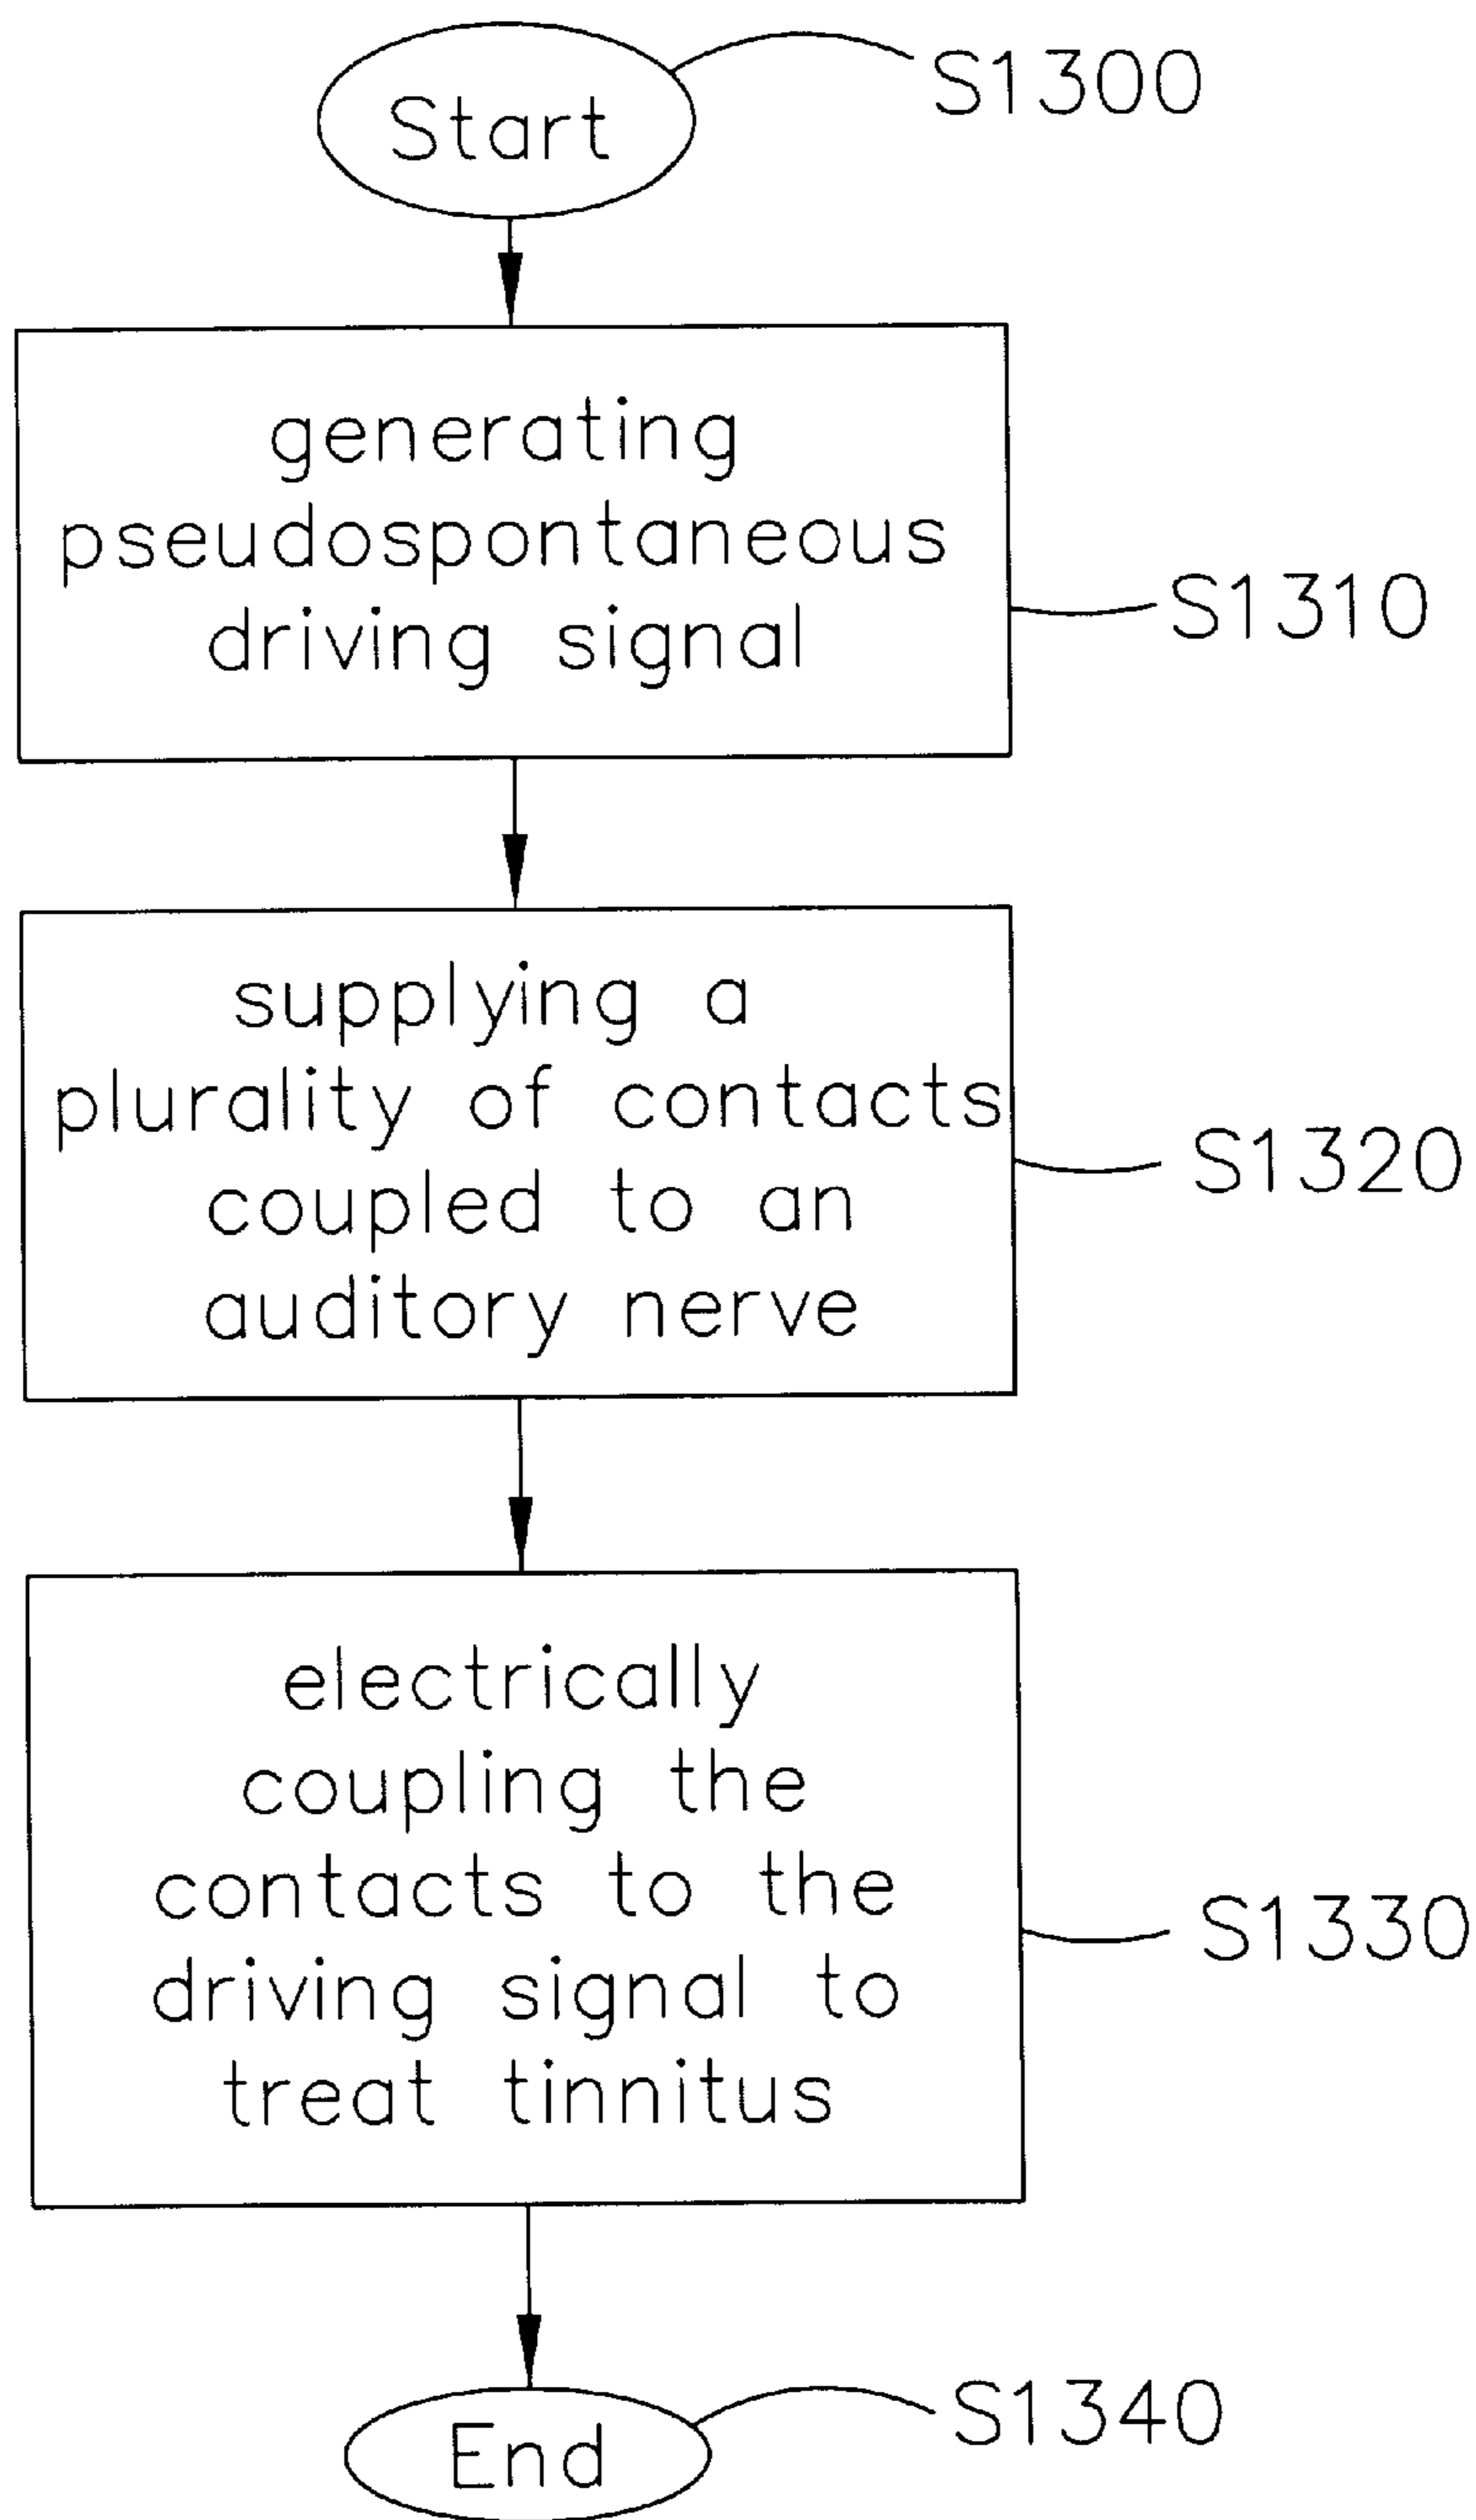 Start
S1300
generating
pseudospontaneous
driving signal
S1310
supplying a
plurality of contacts
coupled to an
auditory nerve
S1320
electrically
coupling the
contacts to the
driving signal to
treat tinnitus
S1330
End
S1340